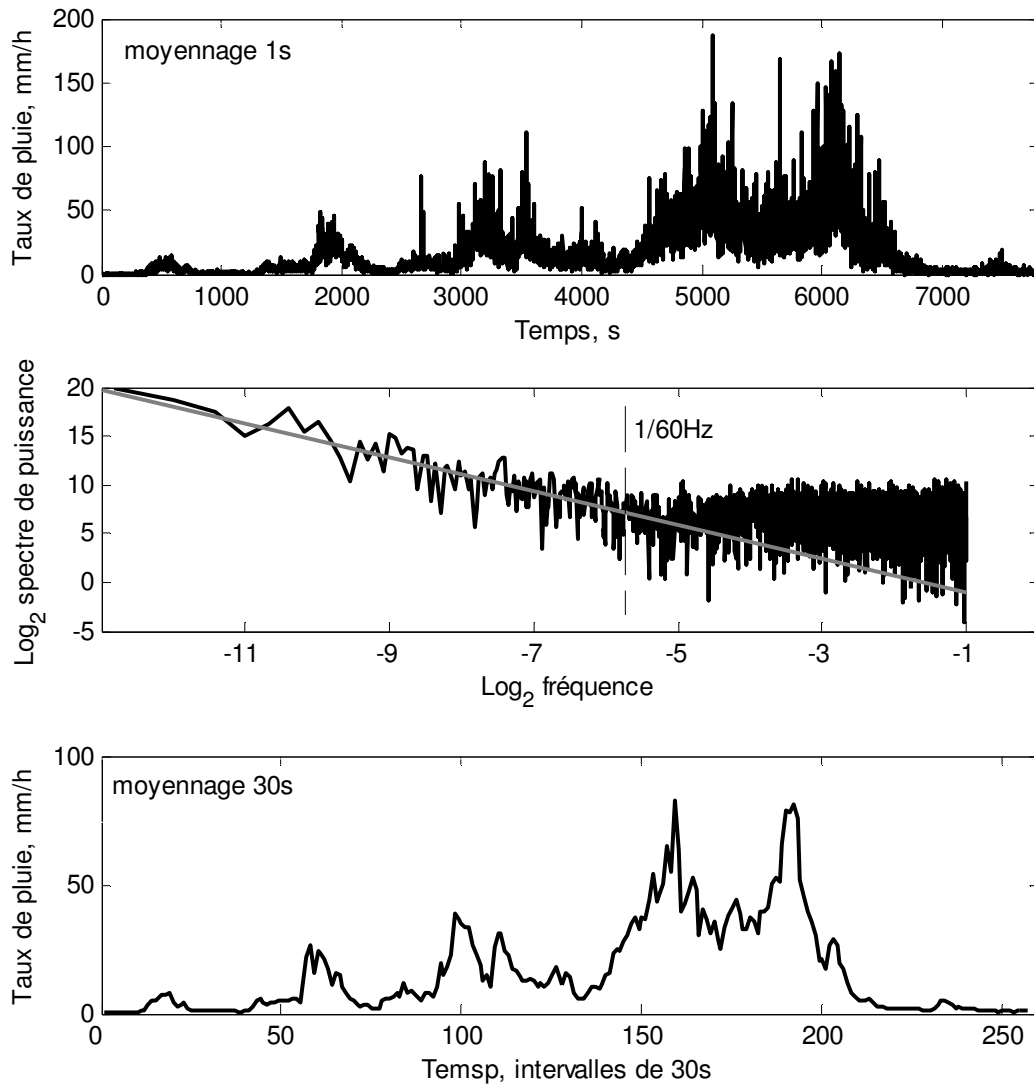 200
150
100
50
0
Taux de pluie, mm/h
moyennage 1s
0 1000 2000 3000 4000 5000 6000 7000
Temps, s
20
15
10
5
0
-5
Log2 spectre de puissance
1/60Hz
-11 -9 -7 -5 -3 -1
Log2 fréquence
100
50
0
Taux de pluie, mm/h
moyennage 30s
0 50 100 150 200 250
Temsp, intervalles de 30s